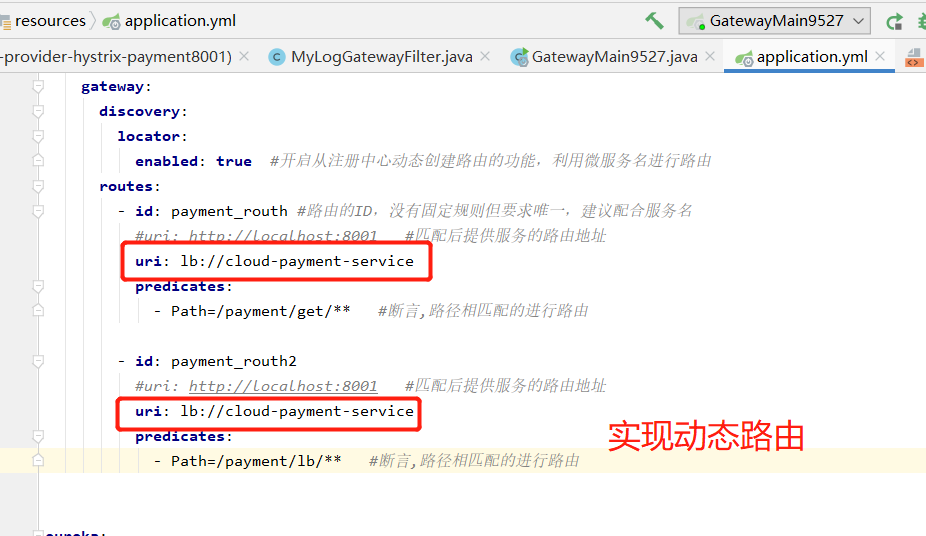 resources application.yml GatewayMain9527
-provider-hystrix-payment8001) MyLogGatewayFilter.java GatewayMain9527.java application.yml
gateway:
discovery:
locator:
enabled: true #开启从注册中心动态创建路由的功能，利用微服务名进行路由
routes:
- id: payment_routh #路由的ID，没有固定规则但要求唯一，建议配合服务名
#uri: http://localhost:8001 #匹配后提供服务的路由地址
uri: lb://cloud-payment-service
predicates:
- Path=/payment/get/** #断言,路径相匹配的进行路由
- id: payment_routh2
#uri: http://localhost:8001 #匹配后提供服务的路由地址
uri: lb://cloud-payment-service
predicates:
实现动态路由
- Path=/payment/lb/** #断言,路径相匹配的进行路由
eureka: